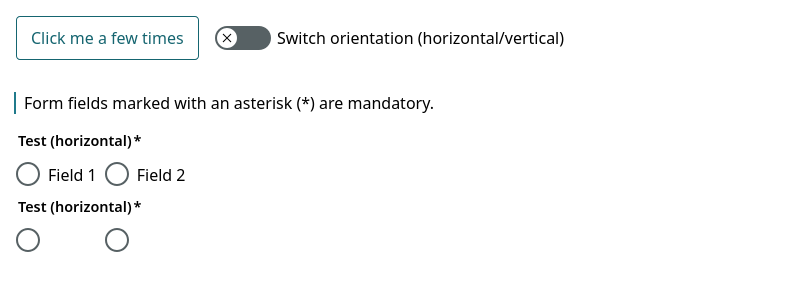 Click me a few times
Switch orientation (horizontal/vertical)
Form fields marked with an asterisk (*) are mandatory.
Test (horizontal)*
Field 1 Field 2
Test (horizontal)*